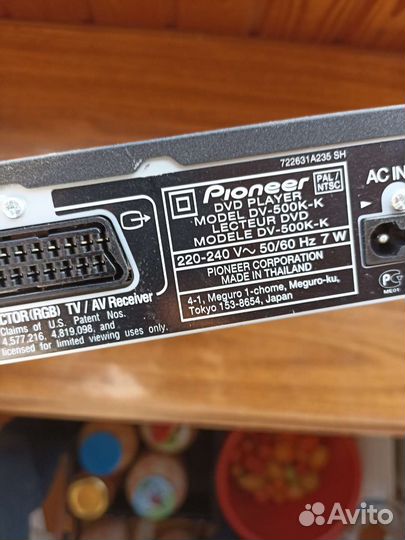 722631A235 SH
Pioneer
PAL/
NTSC
DVD PLAYER
MODEL DV-500K-K
LECTEUR DVD
MODELE DV-500K-K
220-240 V~ 50/60 Hz 7 W
PIONEER CORPORATION
MADE IN THAILAND
4-1, Meguro 1-chome, Meguro-ku,
Tokyo 153-8654, Japan
AC IN
CTOR(RGB) TV / AV Receiver
Claims of U.S. Patent Nos.
4,577,216, 4,819,098, and
licensed for limited viewing uses only.
Avito